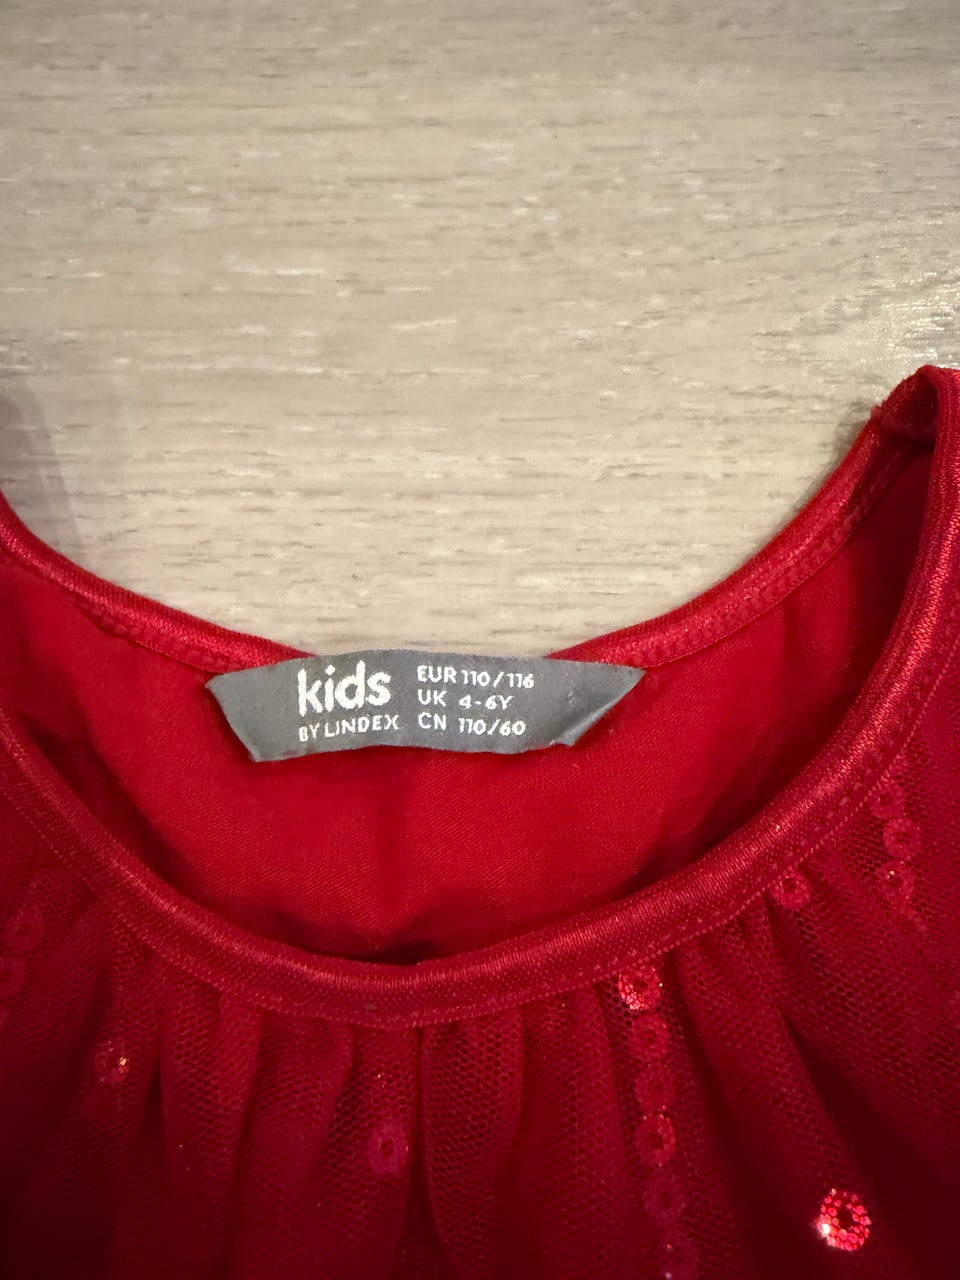 kids
BY LINDEX
EUR 110/116
UK 4-6Y
CN 110/60